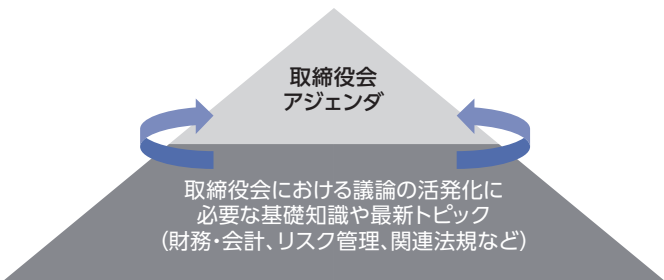 取締役会
アジェンダ
取締役会における議論の活発化に
必要な基礎知識や最新トピック
（財務・会計、リスク管理、関連法規など）